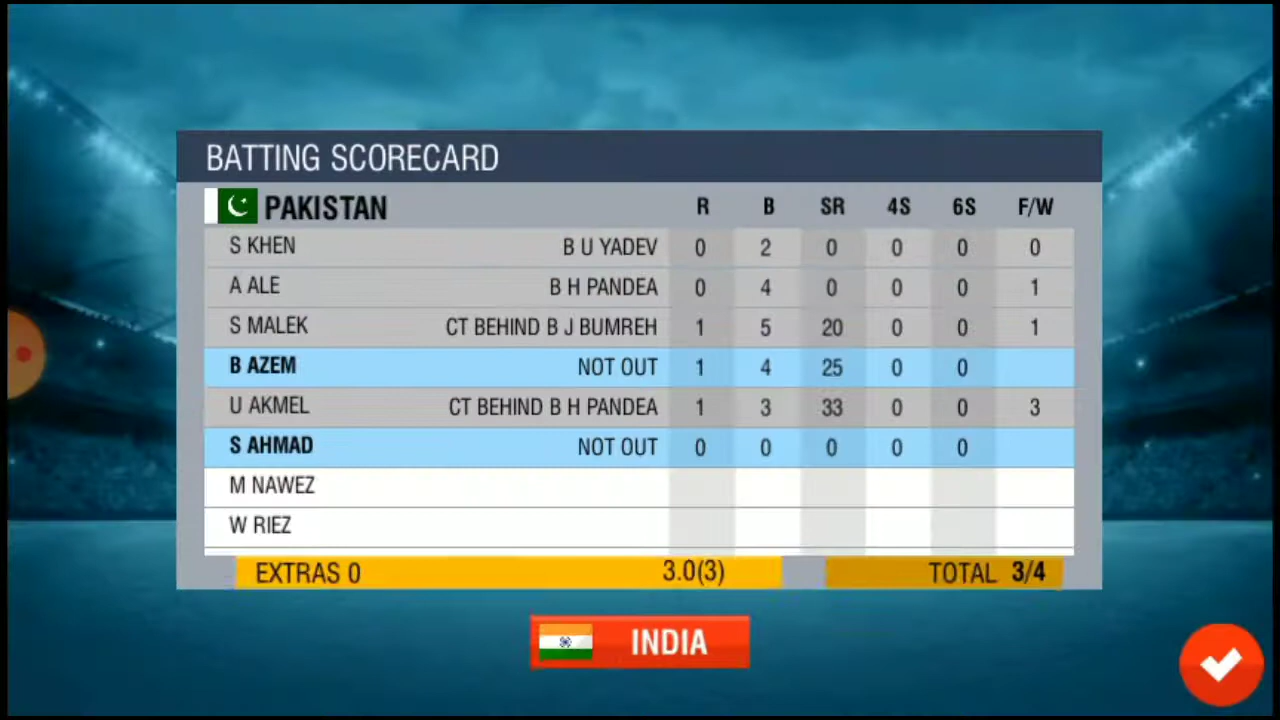 BATTING SCORECARD
PAKISTAN R B SR 4S 6S F/W
S KHEN B U YADEV 0 2 0 0 0 0
A ALE B H PANDEA 0 4 0 0 0 1
S MALEK CT BEHIND B J BUMREH 1 5 20 0 0 1
B AZEM NOT OUT 1 4 25 0 0
U AKMEL CT BEHIND B H PANDEA 1 3 33 0 0 3
S AHMAD NOT OUT 0 0 0 0 0
M NAWEZ
W RIEZ
EXTRAS 0 3.0(3) TOTAL 3/4
INDIA